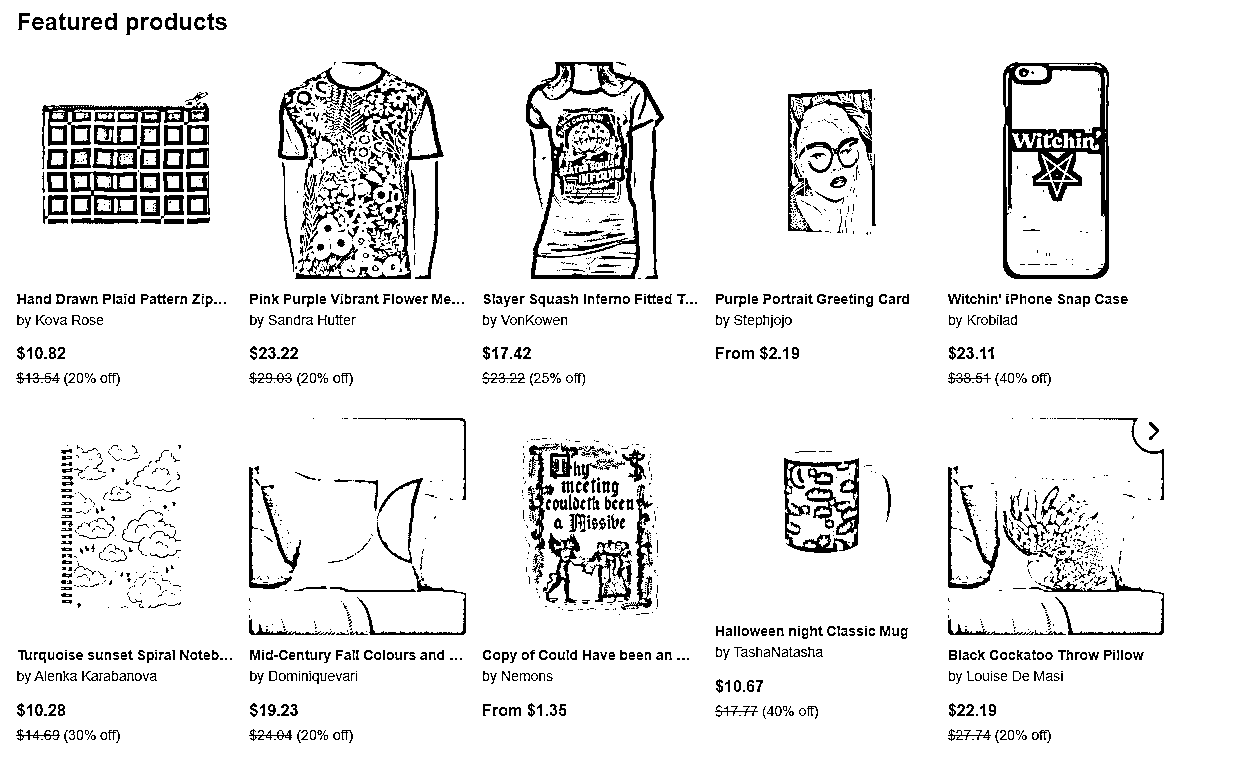 Featured products
Witchin'
INFERNO
Hand Drawn Plaid Pattern Zip...
by Kova Rose
$10.82
$13.54 (20% off)
Pink Purple Vibrant Flower Me...
by Sandra Hutter
$23.22
$29.03 (20% off)
Slayer Squash Inferno Fitted T...
by VonKowen
$17.42
$23.22 (25% off)
Purple Portrait Greeting Card
by Stephjojo
From $2.19
Witchin' iPhone Snap Case
by Krobilad
$23.11
$38.51 (40% off)
Thy
meeting
couldeth been
a Missive
Turquoise sunset Spiral Noteb...
by Alenka Karabanova
$10.28
$14.69 (30% off)
Mid-Century Fall Colours and ...
by Dominiquevari
$19.23
$24.04 (20% off)
Copy of Could Have been an ...
by Nemons
From $1.35
Halloween night Classic Mug
by TashaNatasha
$10.67
$17.77 (40% off)
Black Cockatoo Throw Pillow
by Louise De Masi
$22.19
$27.74 (20% off)